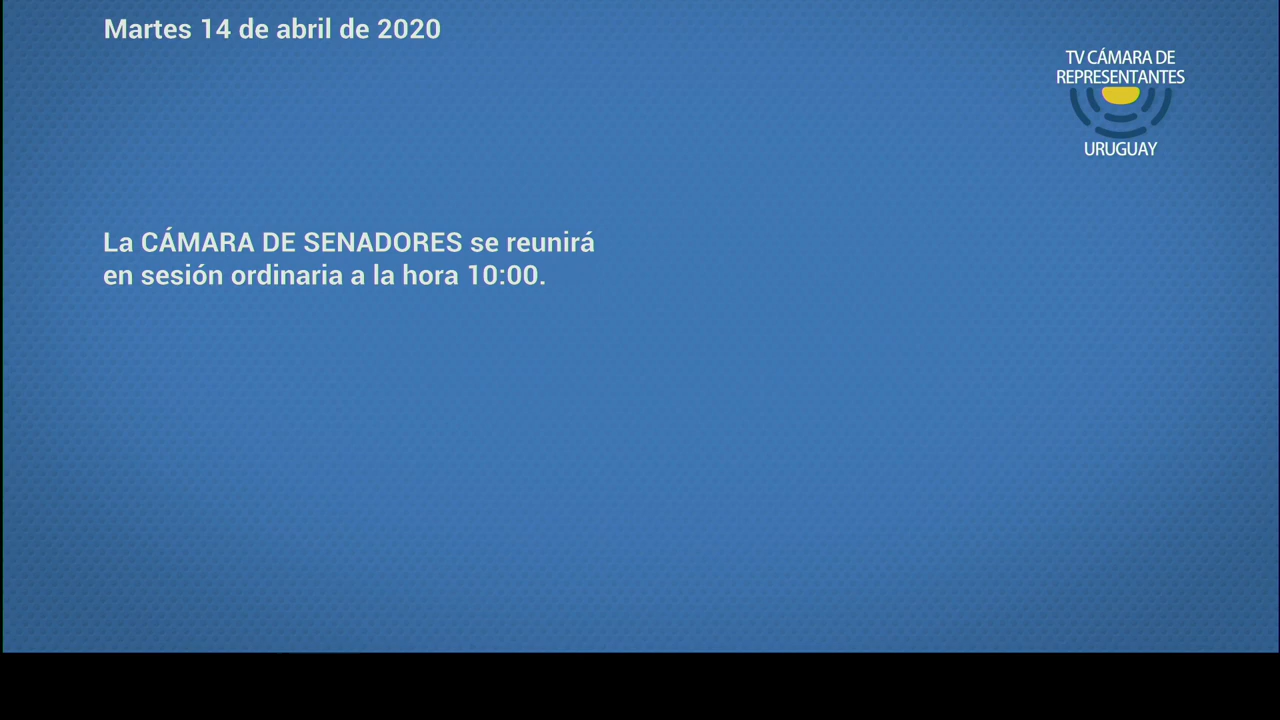 Martes 14 de abril de 2020
TV CÁMARA DE
REPRESENTANTES
URUGUAY
La CÁMARA DE SENADORES se reunirá
en sesión ordinaria a la hora 10:00.